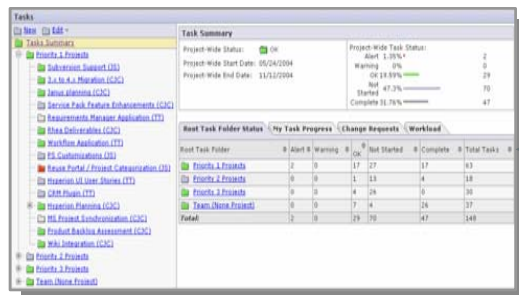 Tasks
New Edit
Tasks Summary
Priority 1 Projects
Subversion Support (JS)
3.x to 4.x Migration (CJC)
Janus planning (CJC)
Service Pack Feature Enhancements (CJC)
Requirements Manager Application (TT)
Rhea Deliverables (CJC)
Workflow Application (TT)
PS Customizations (JS)
Reuse Portal / Project Categorization (JS)
Hyperion UI User Stories (TT)
CRM Plugin (TT)
Hyperion Planning (CJC)
MS Project Synchronization (CJC)
Product Backlog Assessment (CJC)
Wiki Integration (CJC)
Priority 2 Projects
Priority 3 Projects
Team (None Project)
Task Summary
Project-Wide Status: OK
Project-Wide Start Date: 05/24/2004
Project-Wide End Date: 11/12/2004
Project-Wide Task Status:
Alert 1.35% 2
Warning 0% 0
OK 19.59% 29
Not Started 47.3% 70
Complete 31.76% 47
Root Task Folder Status My Task Progress Change Requests Workload
Root Task Folder Alert Warning OK Not Started Complete Total Tasks
Priority 1 Projects 2 0 17 27 17 63
Priority 2 Projects 0 0 1 13 4 18
Priority 3 Projects 0 0 4 26 0 30
Team (None Project) 0 0 7 4 26 37
Total: 2 0 29 70 47 148